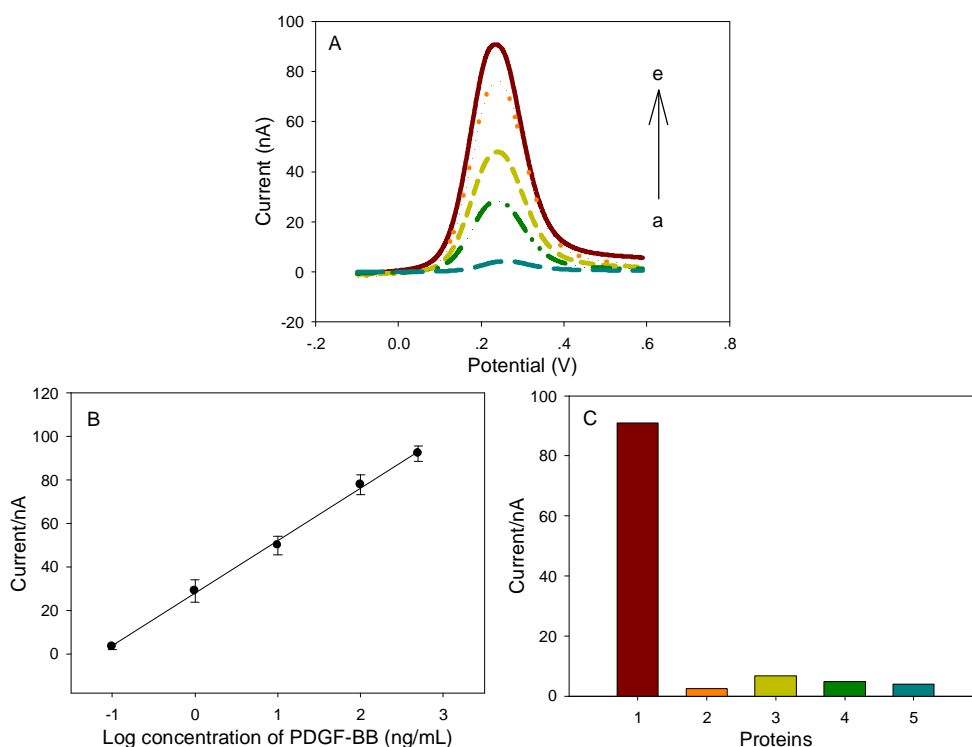 A
Current (nA)
100
80
60
40
20
0
-20
e
a
-.2 0.0 .2 .4 .6 .8
Potential (V)
B
Current/nA
120
100
80
60
40
20
0
-1 0 1 2 3
Log concentration of PDGF-BB (ng/mL)
C
Current/nA
100
80
60
40
20
0
1 2 3 4 5
Proteins